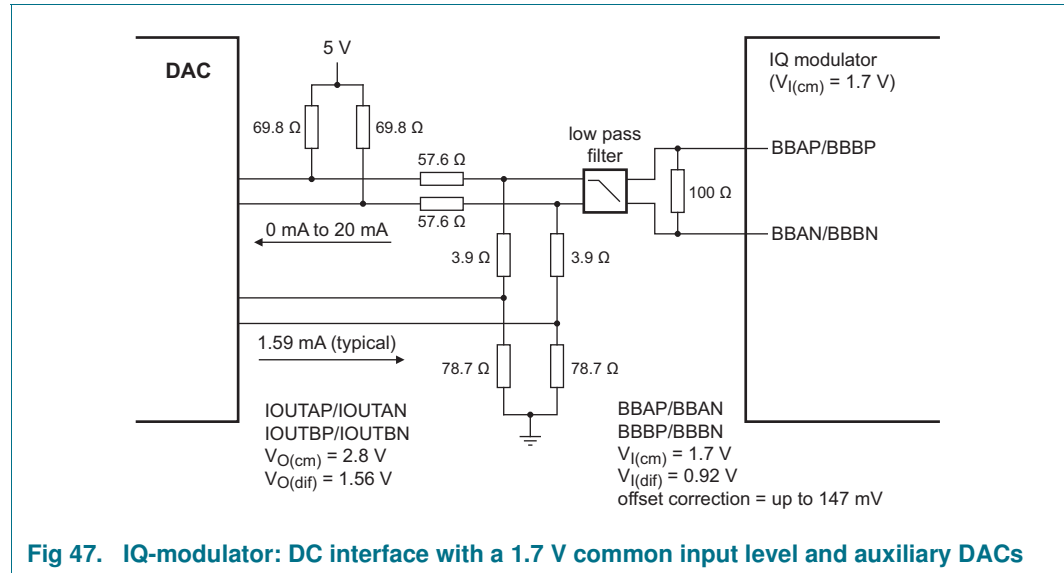 5 V
DAC
69.8 Ω
69.8 Ω
57.6 Ω
57.6 Ω
0 mA to 20 mA
3.9 Ω
3.9 Ω
1.59 mA (typical)
78.7 Ω
78.7 Ω
low pass
filter
100 Ω
IQ modulator
(VI(cm) = 1.7 V)
BBAP/BBBP
BBAN/BBBN
IOUTAP/IOUTAN
IOUTBP/IOUTBN
VO(cm) = 2.8 V
VO(dif) = 1.56 V
BBAP/BBAN
BBBP/BBBN
VI(cm) = 1.7 V
VI(dif) = 0.92 V
offset correction = up to 147 mV
Fig 47. IQ-modulator: DC interface with a 1.7 V common input level and auxiliary DACs